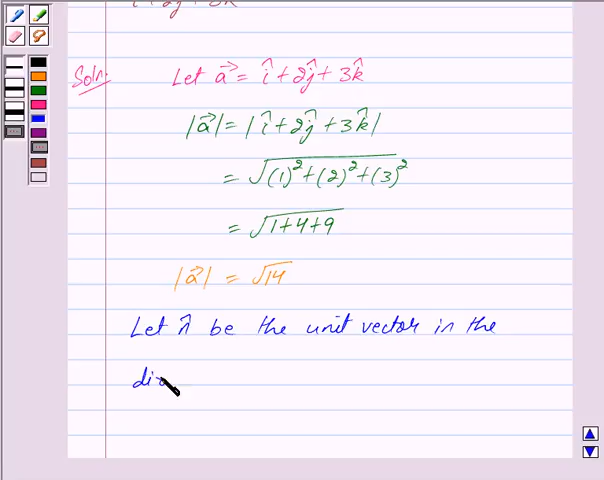 Soln: Let a⃗ = î + 2ĵ + 3k̂
|a⃗| = |î + 2ĵ + 3k̂|
= √(1)² + (2)² + (3)²
= √1+4+9
|a⃗| = √14
Let n̂ be the unit vector in the